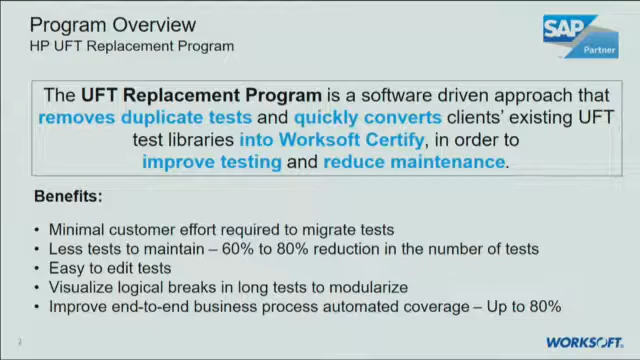 Program Overview
HP UFT Replacement Program
SAP
Partner
The UFT Replacement Program is a software driven approach that
removes duplicate tests and quickly converts clients' existing UFT
test libraries into Worksoft Certify, in order to
improve testing and reduce maintenance.
Benefits:
• Minimal customer effort required to migrate tests
• Less tests to maintain – 60% to 80% reduction in the number of tests
• Easy to edit tests
• Visualize logical breaks in long tests to modularize
• Improve end-to-end business process automated coverage – Up to 80%
2
WORKSOFT